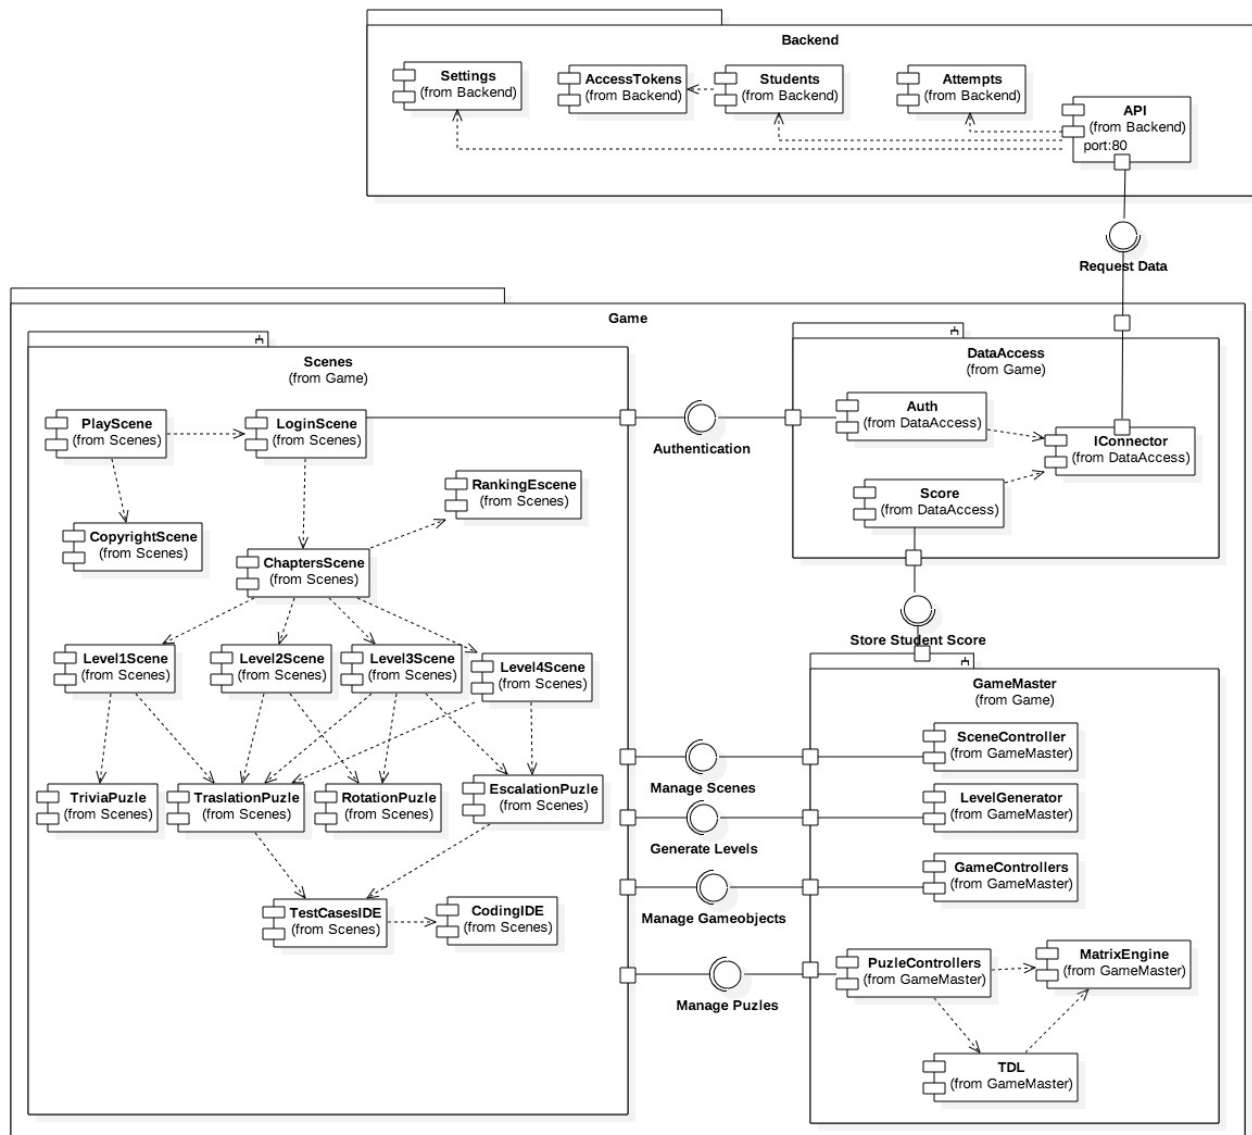 Backend
Settings
(from Backend)
AccessTokens
(from Backend)
Students
(from Backend)
Attempts
(from Backend)
API
(from Backend)
port:80
Request Data
Game
Scenes
(from Game)
PlayScene
(from Scenes)
LoginScene
(from Scenes)
RankingEscene
(from Scenes)
CopyrightScene
(from Scenes)
ChaptersScene
(from Scenes)
Level1Scene
(from Scenes)
Level2Scene
(from Scenes)
Level3Scene
(from Scenes)
Level4Scene
(from Scenes)
TriviaPuzle
(from Scenes)
TraslationPuzle
(from Scenes)
RotationPuzle
(from Scenes)
EscalationPuzle
(from Scenes)
TestCasesIDE
(from Scenes)
CodingIDE
(from Scenes)
Authentication
DataAccess
(from Game)
Auth
(from DataAccess)
IConnector
(from DataAccess)
Score
(from DataAccess)
Store Student Score
GameMaster
(from Game)
Manage Scenes
SceneController
(from GameMaster)
Generate Levels
LevelGenerator
(from GameMaster)
Manage Gameobjects
GameControllers
(from GameMaster)
Manage Puzles
PuzleControllers
(from GameMaster)
MatrixEngine
(from GameMaster)
TDL
(from GameMaster)